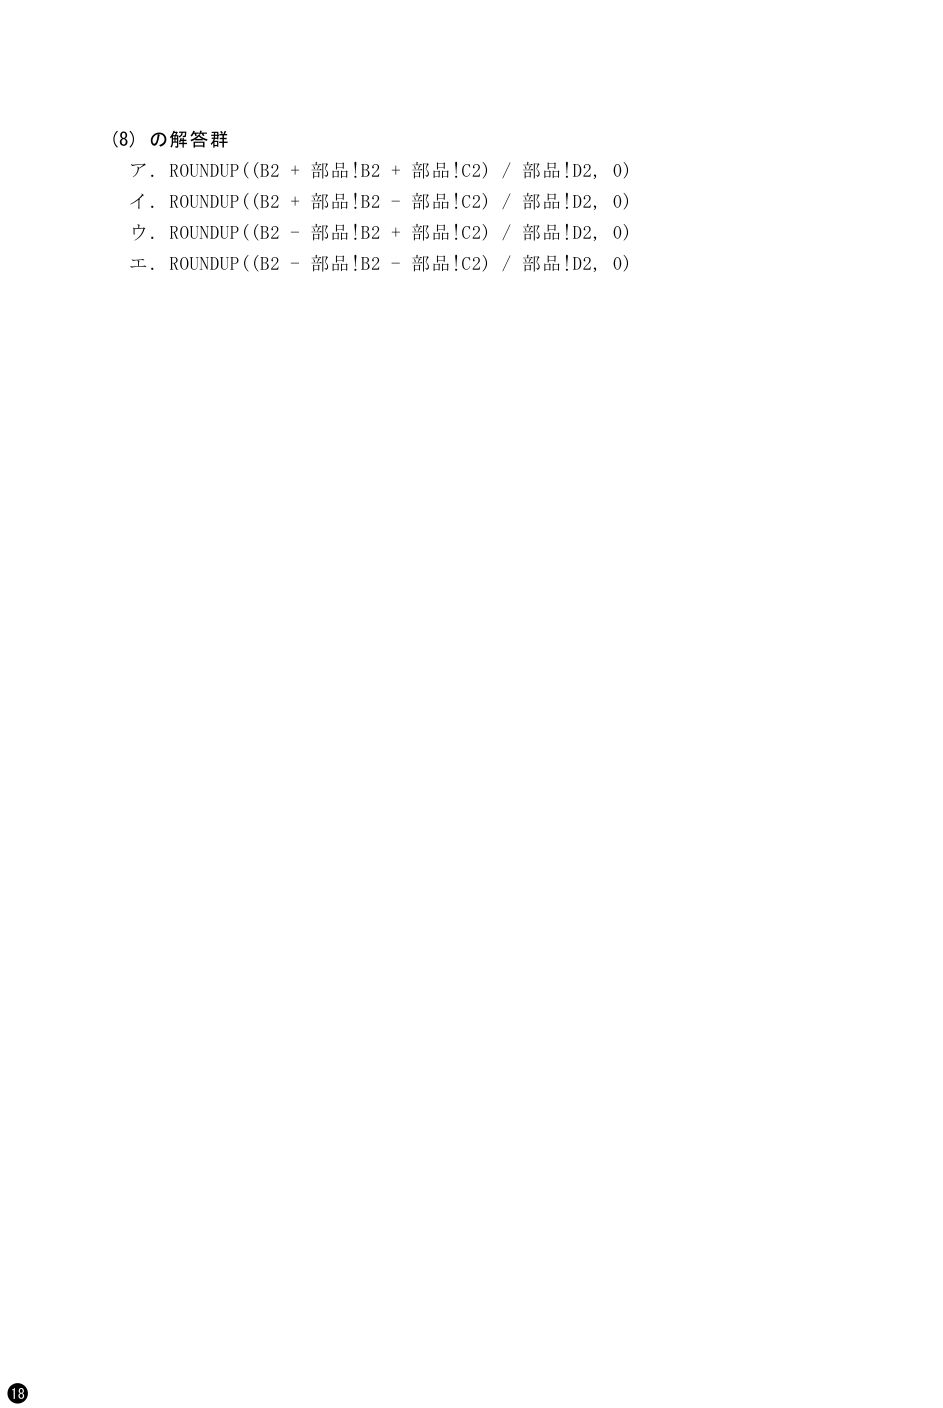 (8) の解答群
ア. ROUNDUP((B2 + 部品!B2 + 部品!C2) / 部品!D2, 0)
イ. ROUNDUP((B2 + 部品!B2 - 部品!C2) / 部品!D2, 0)
ウ. ROUNDUP((B2 - 部品!B2 + 部品!C2) / 部品!D2, 0)
エ. ROUNDUP((B2 - 部品!B2 - 部品!C2) / 部品!D2, 0)
18